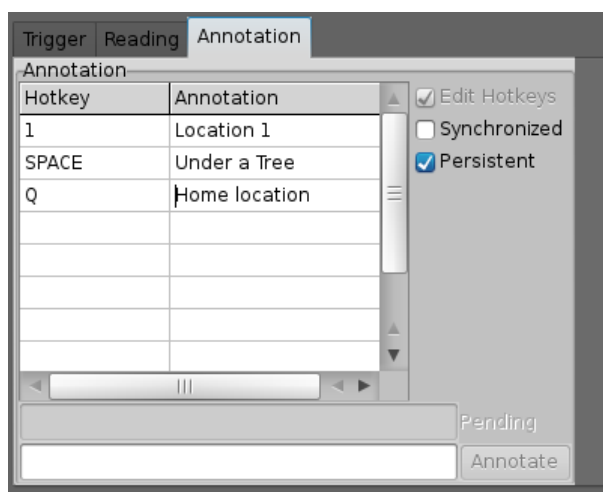 Trigger Reading Annotation
Annotation
Hotkey Annotation
1 Location 1
SPACE Under a Tree
Q Home location
Edit Hotkeys
Synchronized
Persistent
Pending
Annotate